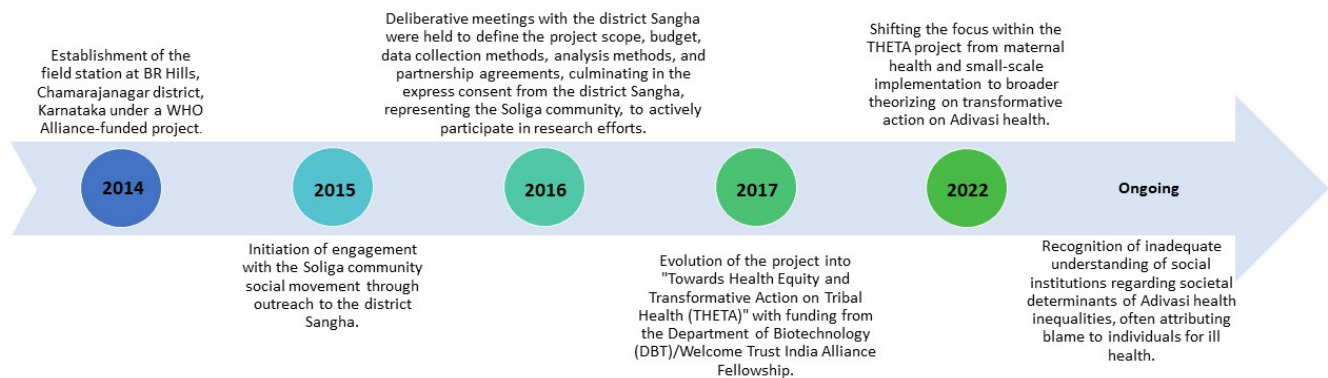 Establishment of the
field station at BR Hills,
Chamarajanagar district,
Karnataka under a WHO
Alliance-funded project.
2014
2015
Initiation of engagement
with the Soliga community
social movement through
outreach to the district
Sangha.
Deliberative meetings with the district Sangha
were held to define the project scope, budget,
data collection methods, analysis methods, and
partnership agreements, culminating in the
express consent from the district Sangha,
representing the Soliga community, to actively
participate in research efforts.
2016
2017
Evolution of the project into
"Towards Health Equity and
Transformative Action on Tribal
Health (THETA)" with funding from
the Department of Biotechnology
(DBT)/Welcome Trust India Alliance
Fellowship.
Shifting the focus within the
THETA project from maternal
health and small-scale
implementation to broader
theorizing on transformative
action on Adivasi health.
2022
Ongoing
Recognition of inadequate
understanding of social
institutions regarding societal
determinants of Adivasi health
inequalities, often attributing
blame to individuals for ill
health.